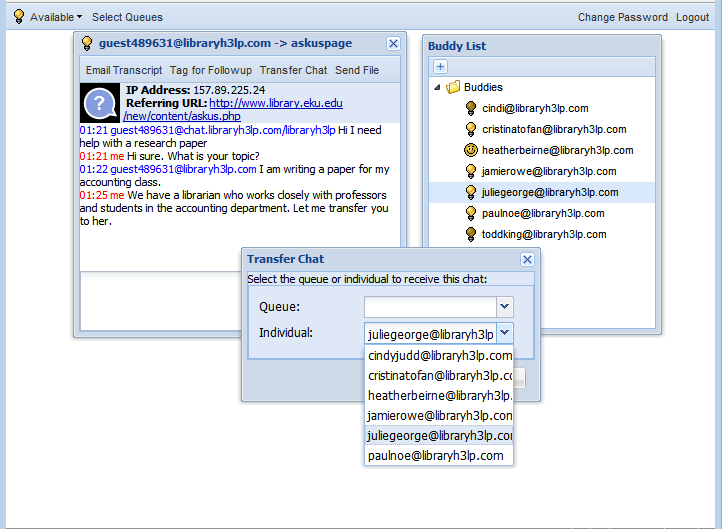 Available Select Queues Change Password Logout
guest489631@libraryh3lp.com -> askuspage
Email Transcript Tag for Followup Transfer Chat Send File
IP Address: 157.89.225.24
Referring URL: http://www.library.eku.edu
/new/content/askus.php
01:21 guest489631@chat.libraryh3lp.com/libraryh3lp Hi I need
help with a research paper
01:21 me Hi sure. What is your topic?
01:22 guest489631@libraryh3lp.com I am writing a paper for my
accounting class.
01:25 me We have a librarian who works closely with professors
and students in the accounting department. Let me transfer you
to her.
Buddy List
Buddies
cindi@libraryh3lp.com
cristinatofan@libraryh3lp.com
heatherbeirne@libraryh3lp.com
jamierowe@libraryh3lp.com
juliegeorge@libraryh3lp.com
paulnoe@libraryh3lp.com
toddking@libraryh3lp.com
Transfer Chat
Select the queue or individual to receive this chat:
Queue:
Individual: juliegeorge@libraryh3lp
cindyjudd@libraryh3lp.com
cristinatofan@libraryh3lp.cc
heatherbeirne@libraryh3lp.
jamierowe@libraryh3lp.com
juliegeorge@libraryh3lp.coi
paulnoe@libraryh3lp.com